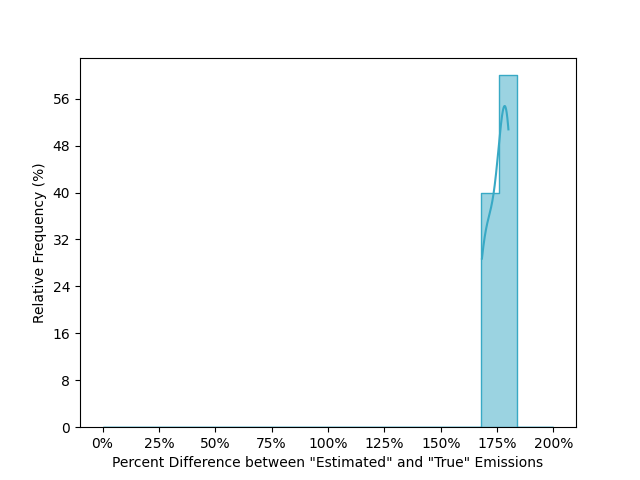 56
48
40
32
24
16
8
0
Relative Frequency (%)
0% 25% 50% 75% 100% 125% 150% 175% 200%
Percent Difference between "Estimated" and "True" Emissions